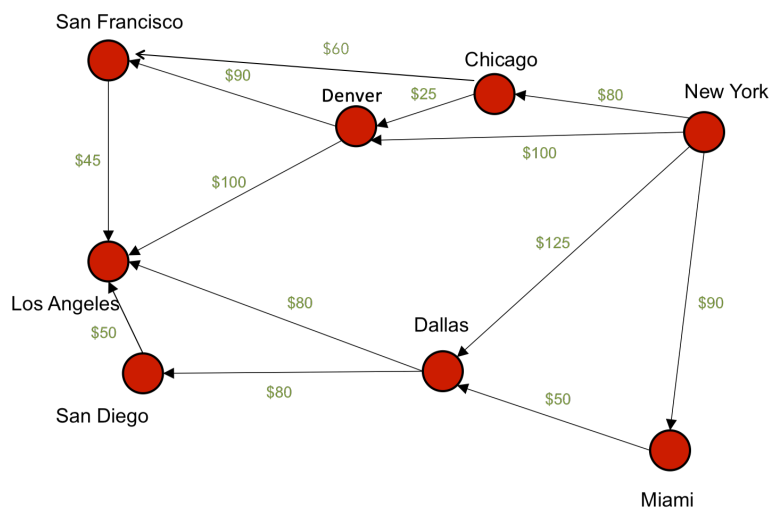 San Francisco
$60
Chicago
$90
Denver
$25
$80
New York
$100
$45
$100
$125
Los Angeles
$80
$90
$50
Dallas
$80
$50
San Diego
Miami